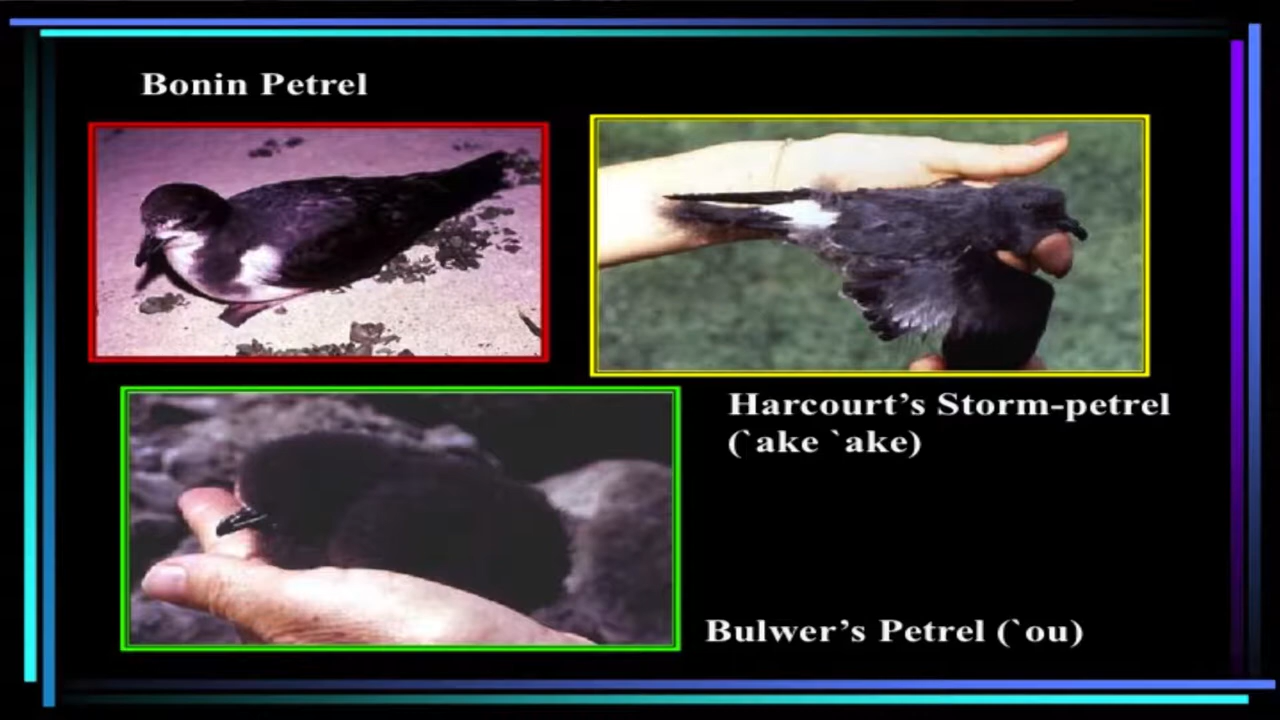 Bonin Petrel
Harcourt’s Storm-petrel
(`ake `ake)
Bulwer’s Petrel (`ou)